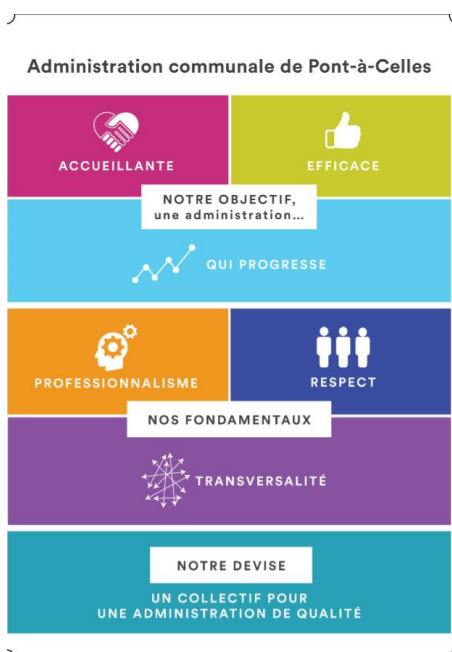 Administration communale de Pont-à-Celles
ACCUEILLANTE
EFFICACE
NOTRE OBJECTIF,
une administration...
QUI PROGRESSE
PROFESSIONNALISME
RESPECT
NOS FONDAMENTAUX
TRANSVERSALITÉ
NOTRE DEVISE
UN COLLECTIF POUR
UNE ADMINISTRATION DE QUALITÉ